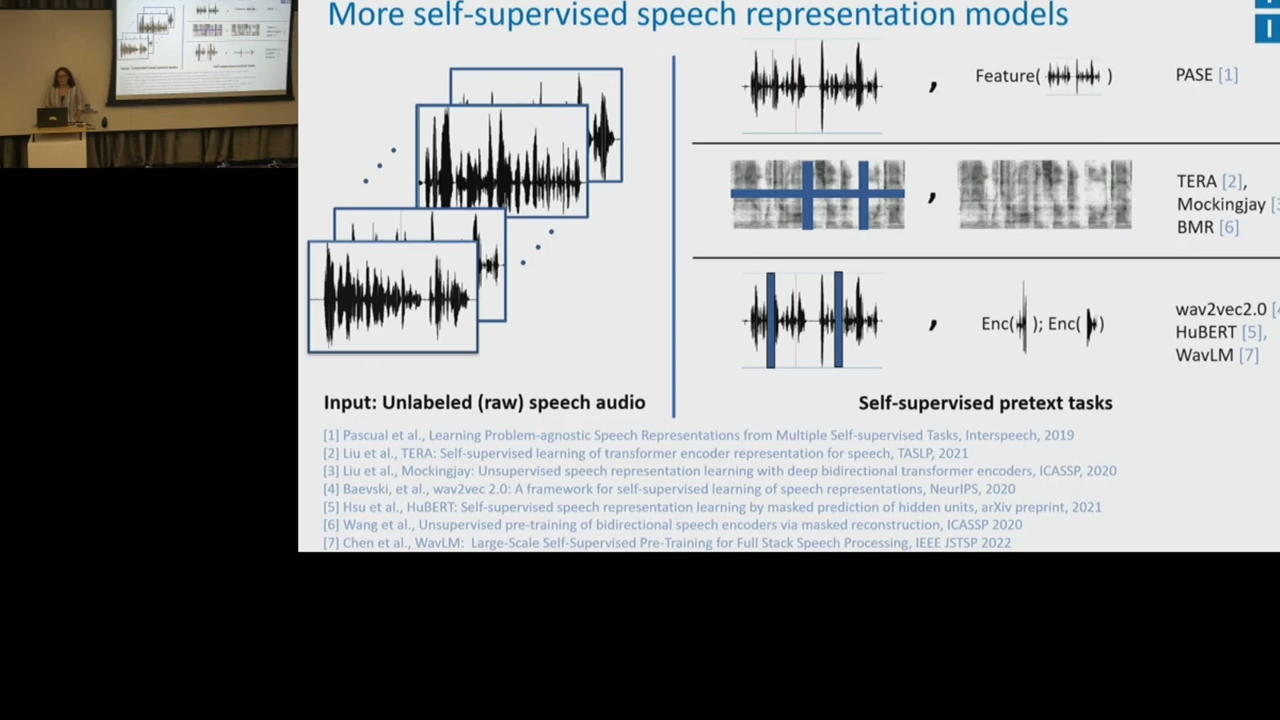 More self-supervised speech representation models
Feature( )
PASE [1]
,
TERA [2],
Mockingjay [3
BMR [6]
,
Enc( ); Enc( )
wav2vec2.0 [4
HuBERT [5],
WavLM [7]
,
Input: Unlabeled (raw) speech audio
Self-supervised pretext tasks
[1] Pascual et al., Learning Problem-agnostic Speech Representations from Multiple Self-supervised Tasks, Interspeech, 2019
[2] Liu et al., TERA: Self-supervised learning of transformer encoder representation for speech, TASLP, 2021
[3] Liu et al., Mockingjay: Unsupervised speech representation learning with deep bidirectional transformer encoders, ICASSP, 2020
[4] Baevski, et al., wav2vec 2.0: A framework for self-supervised learning of speech representations, NeurIPS, 2020
[5] Hsu et al., HuBERT: Self-supervised speech representation learning by masked prediction of hidden units, arXiv preprint, 2021
[6] Wang et al., Unsupervised pre-training of bidirectional speech encoders via masked reconstruction, ICASSP 2020
[7] Chen et al., WavLM: Large-Scale Self-Supervised Pre-Training for Full Stack Speech Processing, IEEE JSTSP 2022